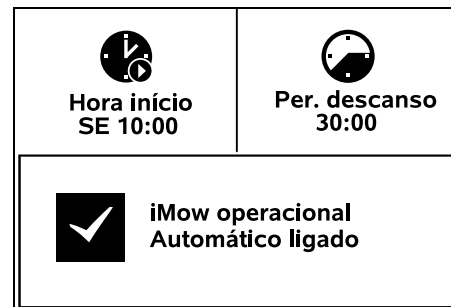 Hora início
SE 10:00
Per. descanso
30:00
iMow operacional
Automático ligado